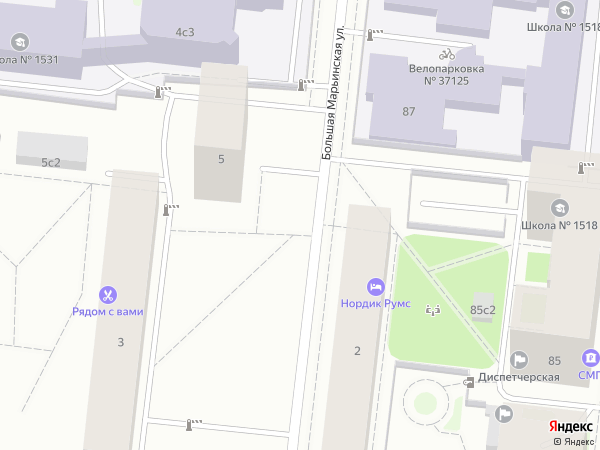 4с3
Школа № 1518
Школа № 1531
Большая Марьинская ул.
Велопарковка
№ 37125
87
5с2
5
Школа № 1518
Рядом с вами
3
Нордик Румс
2
85с2
85
СМП
Диспетчерская
Яндекс
© Яндекс